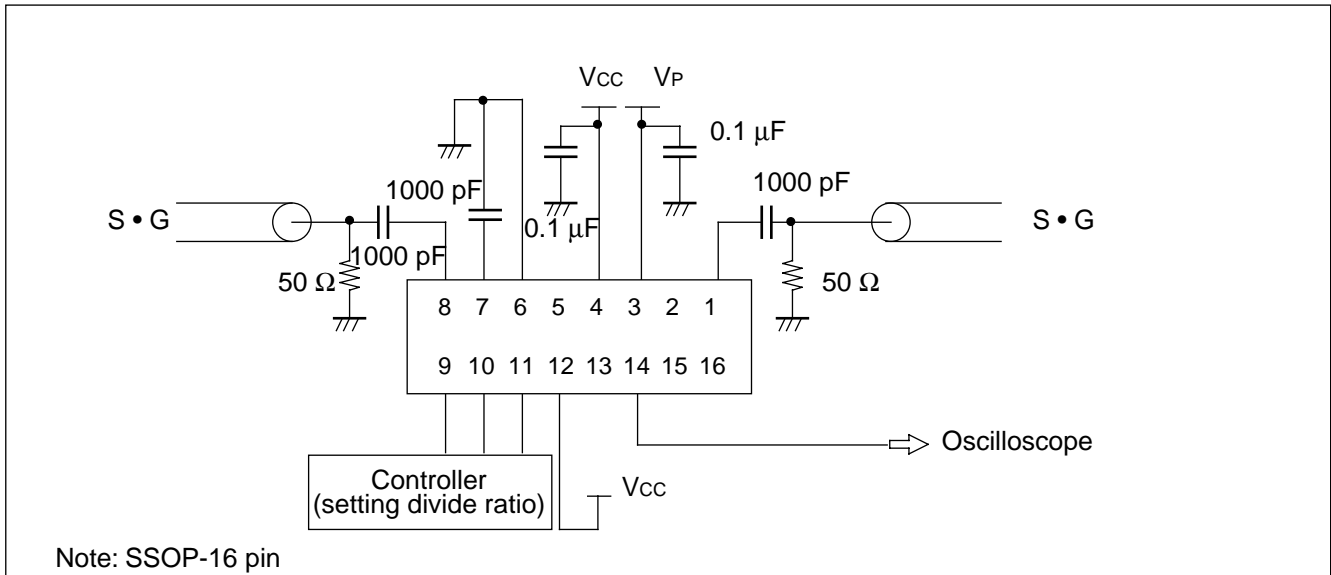 VCC VP
0.1 μF
1000 pF 1000 pF
S • G 0.1 μF S • G
1000 pF
50 Ω 50 Ω
8 7 6 5 4 3 2 1
9 10 11 12 13 14 15 16
Oscilloscope
Controller
(setting divide ratio)
VCC
Note: SSOP-16 pin